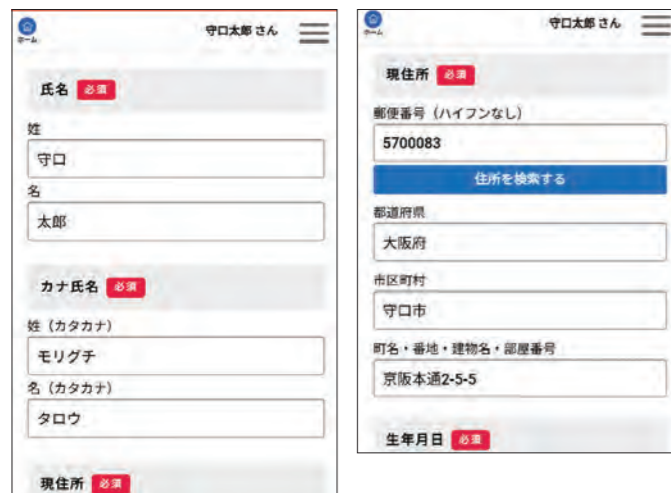 ホーム
守口太郎 さん
氏名 必須
姓
守口
名
太郎
カナ氏名 必須
姓（カタカナ）
モリグチ
名（カタカナ）
タロウ
現住所 必須
ホーム
守口太郎 さん
現住所 必須
郵便番号（ハイフンなし）
5700083
住所を検索する
都道府県
大阪府
市区町村
守口市
町名・番地・建物名・部屋番号
京阪本通2-5-5
生年月日 必須